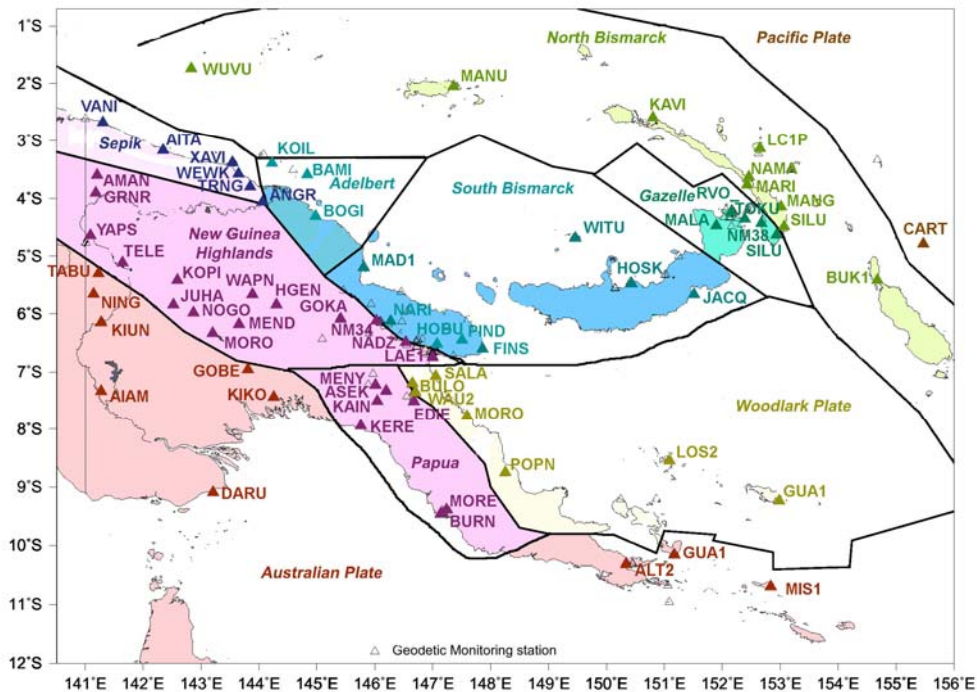 1°S
North Bismarck
Pacific Plate
WUVU
2°S
MANU
KAVI
VANI
3°S
Sepik
AITA
KOIL
LC1P
XAVI
WEWK
BAMI
NAMA
AMAN
TRNG
Adelbert
South Bismarck
Gazelle
RVO
MARI
GRNR
ANGR
4°S
MANG
TOKU
BOGI
MALA
SILU
New Guinea
Highlands
YAPS
WITU
NM38
CART
SILU
5°S
TELE
MAD1
TABU
KOPI
WAPN
HOSK
BUK1
NING
HGEN
JACQ
JUHA
GOKA
NARI
6°S
NOGO
KIUN
MEND
NM34
HOBU
PIND
MORO
NADZ
FINS
LAE1
7°S
GOBE
SALA
MENY
BULO
AIAM
KIKO
ASEK
WAU2
Woodlark Plate
KAIN
EDIE
MORO
8°S
KERE
Papua
LOS2
POPN
9°S
DARU
MORE
GUA1
BURN
10°S
GUA1
Australian Plate
ALT2
MIS1
11°S
Geodetic Monitoring station
12°S
141°E 142°E 143°E 144°E 145°E 146°E 147°E 148°E 149°E 150°E 151°E 152°E 153°E 154°E 155°E 156°E